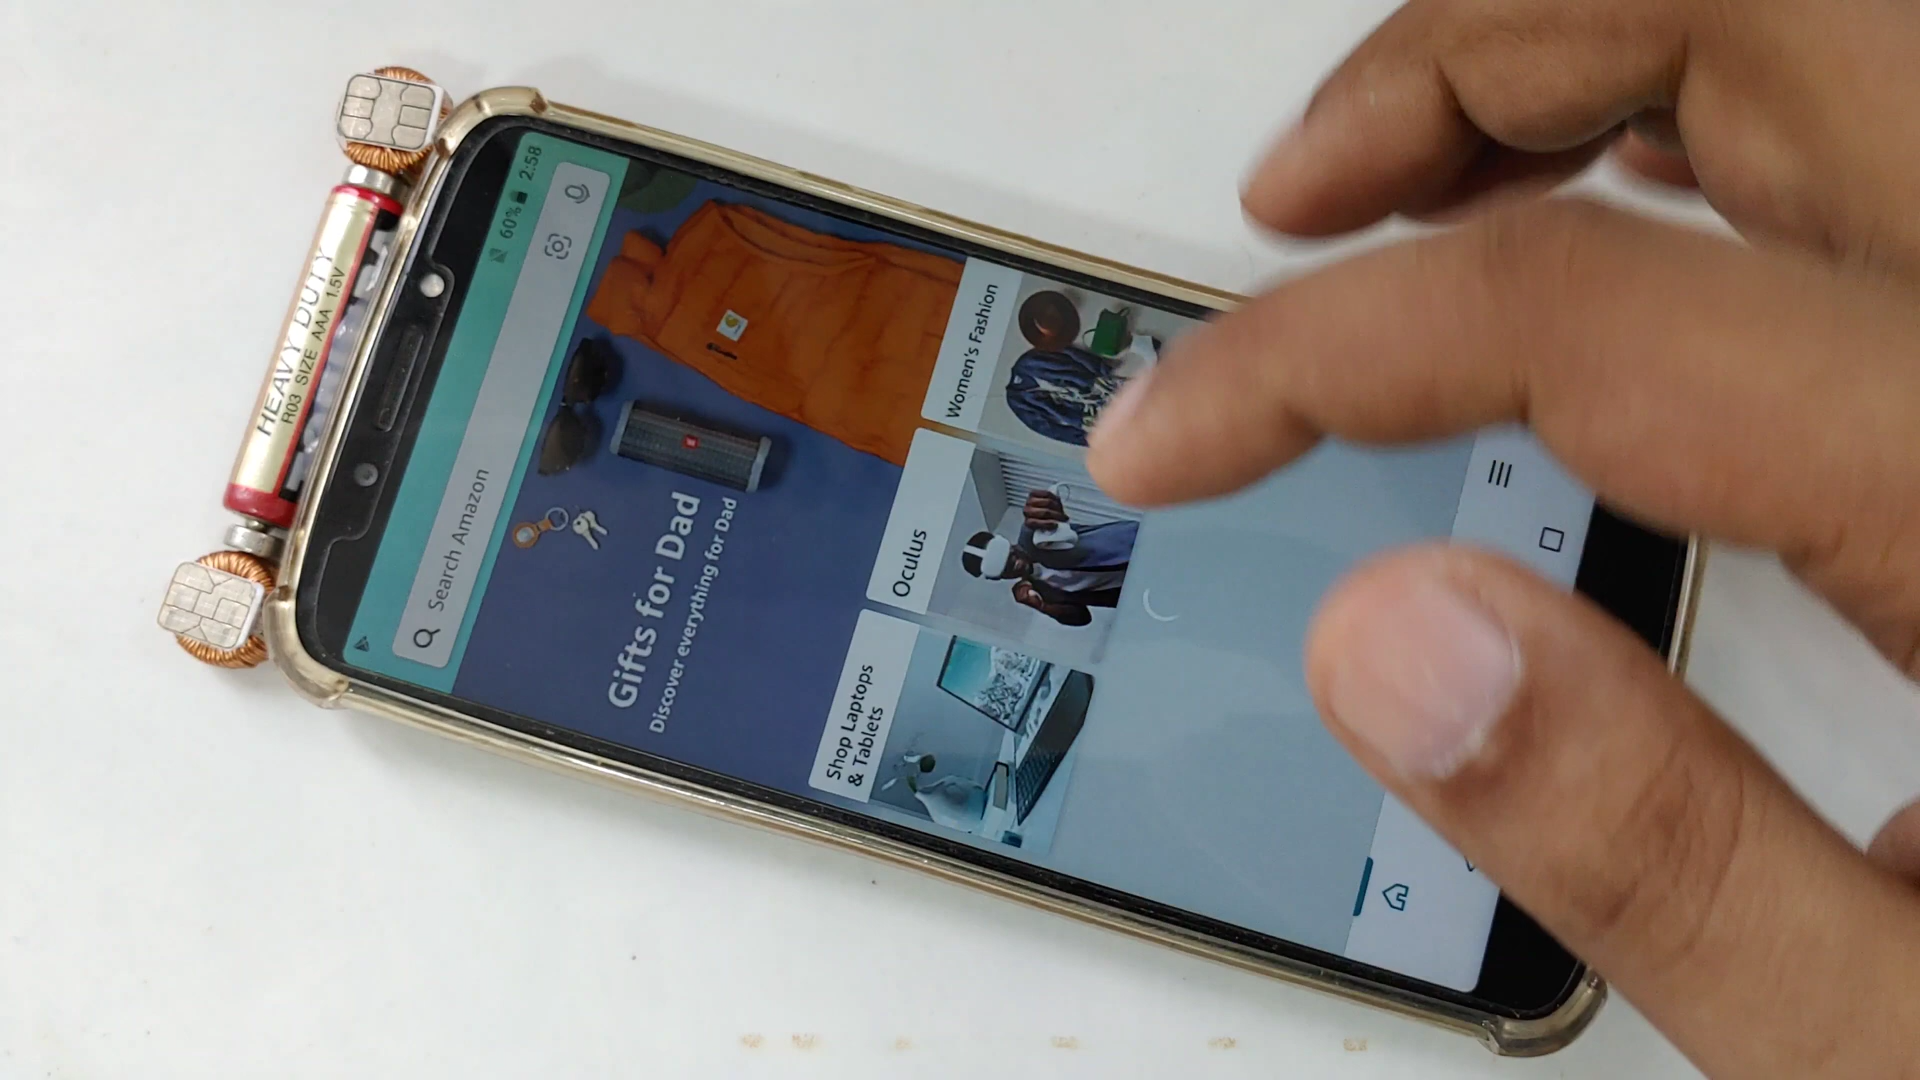 HEAVY DUTY
R03 SIZE AAA 1.5V
60% 2:58
Search Amazon
Gifts for Dad
Discover everything for Dad
Shop Laptops
& Tablets
Oculus
Women's Fashion